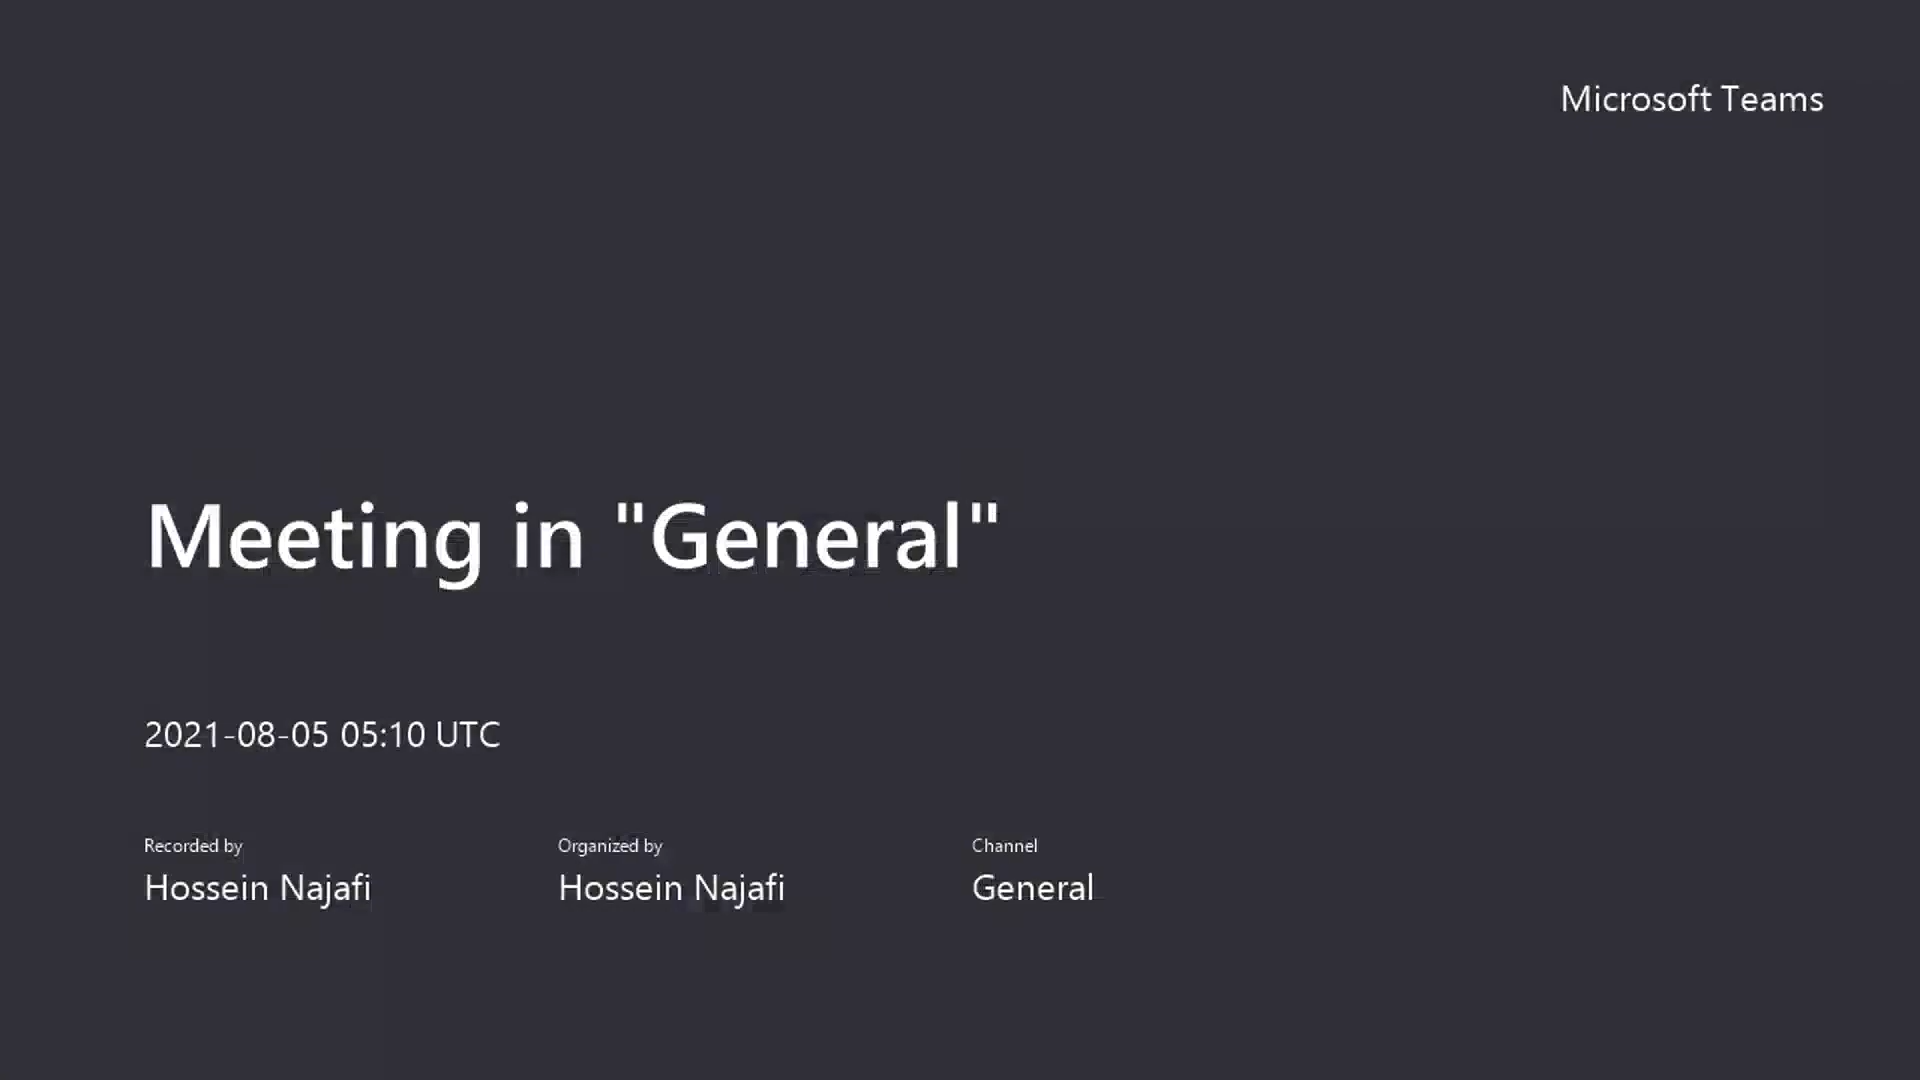 Microsoft Teams
Meeting in "General"
2021-08-05 05:10 UTC
Recorded by
Hossein Najafi
Organized by
Hossein Najafi
Channel
General